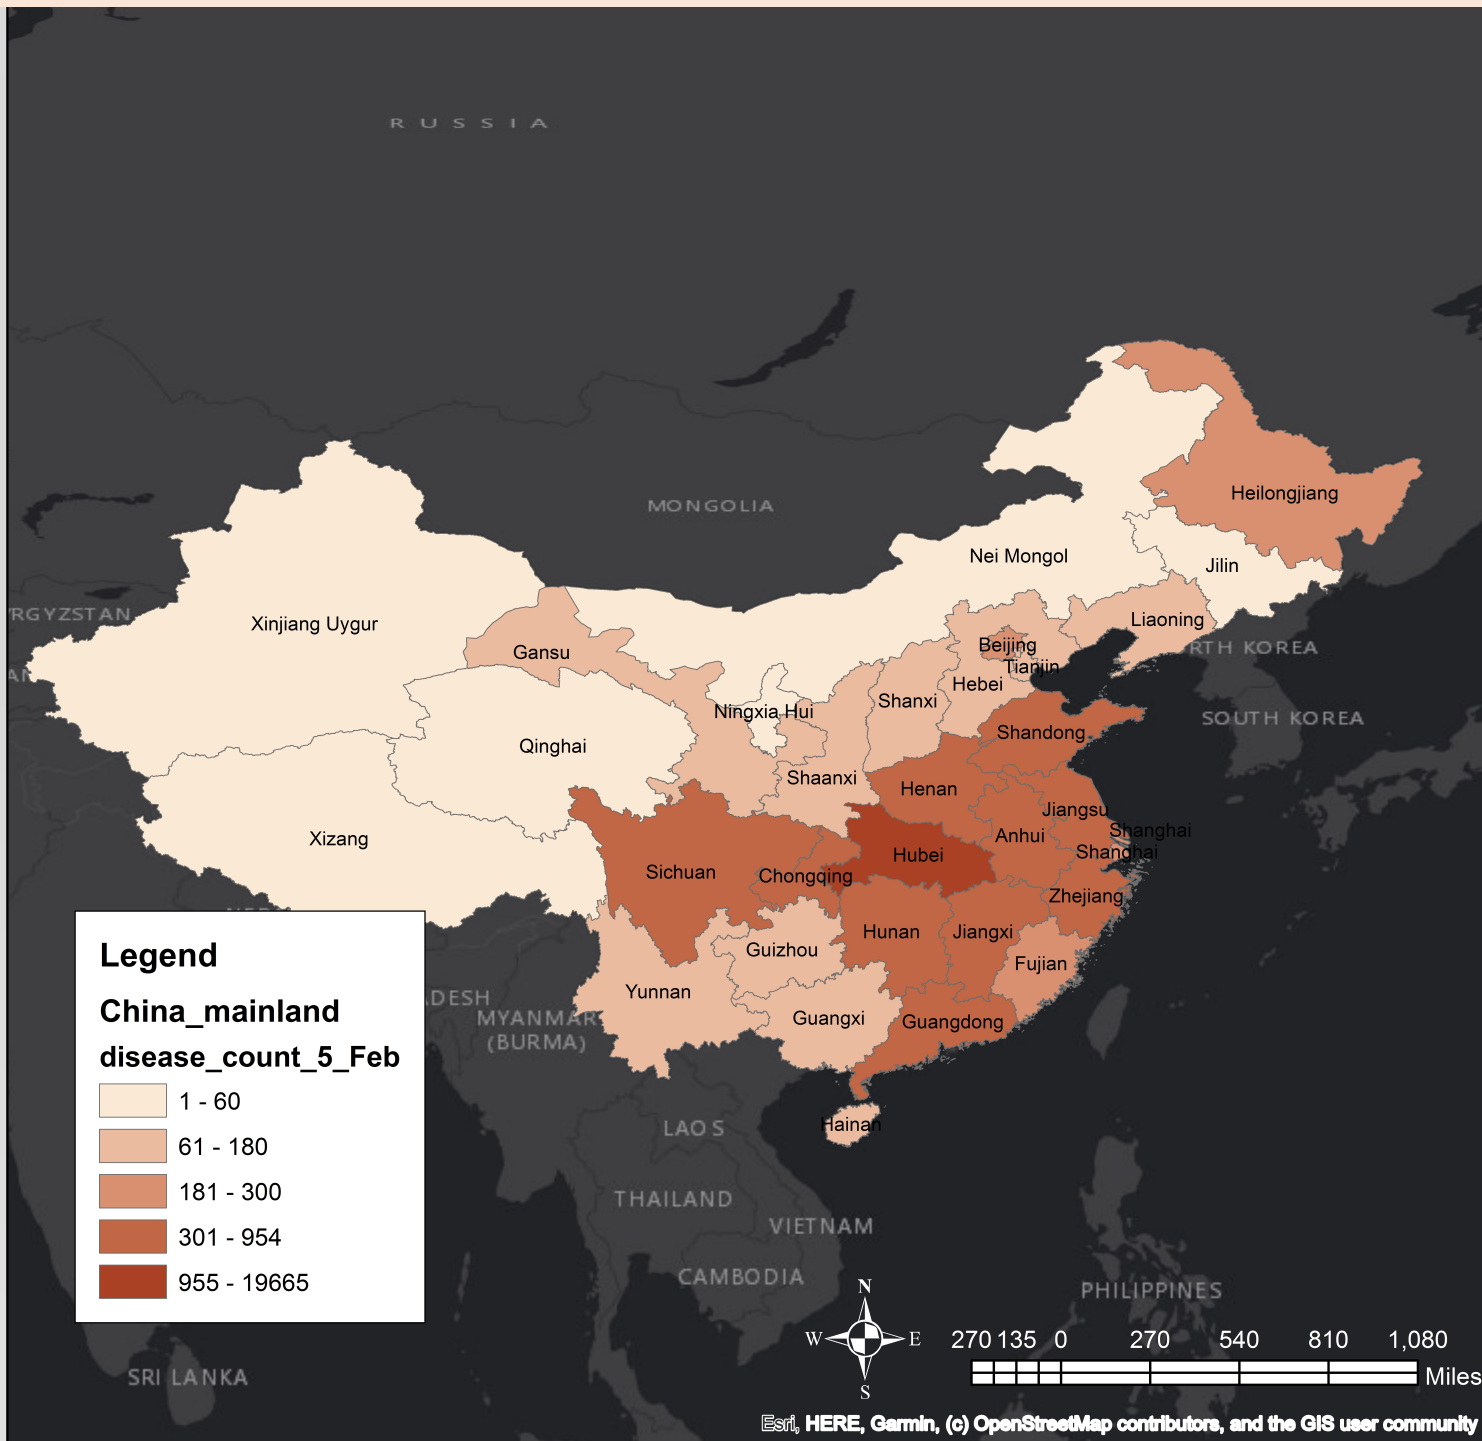 RUSSIA
MONGOLIA
Heilongjiang
Nei Mongol
Jilin
Xinjiang Uygur
RGYZSTAN
Liaoning
Gansu
Beijing
RTH KOREA
Tianjin
Hebei
Shanxi
Ningxia Hui
SOUTH KOREA
Shandong
Qinghai
Shaanxi
Henan
Jiangsu
Xizang
Anhui
Shanghai
Hubei
Shanghai
Sichuan
Chongqing
Zhejiang
Hunan
Jiangxi
Guizhou
Fujian
Yunnan
Guangxi
Guangdong
ADESH
MYANMAR
(BURMA)
Hainan
LAOS
THAILAND
VIETNAM
CAMBODIA
PHILIPPINES
SRI LANKA
Legend
China_mainland
disease_count_5_Feb
1 - 60
61 - 180
181 - 300
301 - 954
955 - 19665
N
W E
S
270 135 0 270 540 810 1,080
Miles
Esri, HERE, Garmin, (c) OpenStreetMap contributors, and the GIS user community